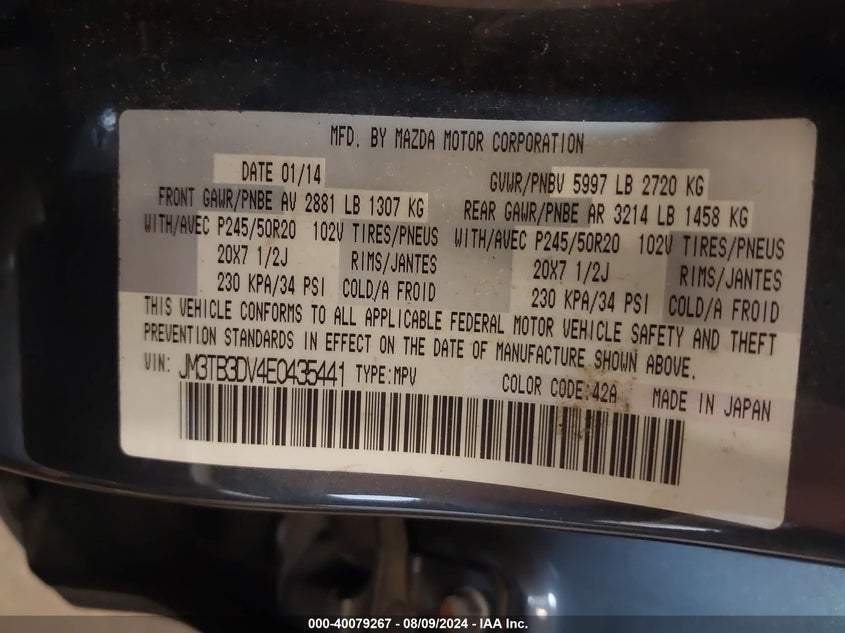 MFD. BY MAZDA MOTOR CORPORATION
DATE 01/14 GVWR/PNBV 5997 LB 2720 KG
FRONT GAWR/PNBE AV 2881 LB 1307 KG REAR GAWR/PNBE AR 3214 LB 1458 KG
WITH/AVEC P245/50R20 102V TIRES/PNEUS WITH/AVEC P245/50R20 102V TIRES/PNEUS
20X7 1/2J RIMS/JANTES 20X7 1/2J RIMS/JANTES
230 KPA/34 PSI COLD/A FROID 230 KPA/34 PSI COLD/A FROID
THIS VEHICLE CONFORMS TO ALL APPLICABLE FEDERAL MOTOR VEHICLE SAFETY AND THEFT
PREVENTION STANDARDS IN EFFECT ON THE DATE OF MANUFACTURE SHOWN ABOVE.
VIN: JM3TB3DV4E0435441 TYPE:MPV COLOR CODE:42A MADE IN JAPAN
000-40079267 - 08/09/2024 - IAA Inc.